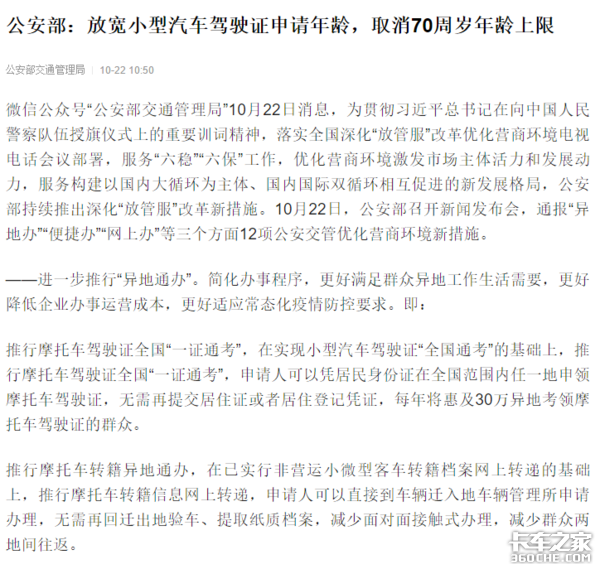 公安部：放宽小型汽车驾驶证申请年龄，取消70周岁年龄上限
公安部交通管理局 | 10-22 10:50
微信公众号“公安部交通管理局”10月22日消息，为贯彻习近平总书记在向中国人民
警察队伍授旗仪式上的重要训词精神，落实全国深化“放管服”改革优化营商环境电视
电话会议部署，服务“六稳”“六保”工作，优化营商环境激发市场主体活力和发展动
力，服务构建以国内大循环为主体、国内国际双循环相互促进的新发展格局，公安
部持续推出深化“放管服”改革新措施。10月22日，公安部召开新闻发布会，通报“异
地办”“便捷办”“网上办”等三个方面12项公安交管优化营商环境新措施。
——进一步推行“异地通办”。简化办事程序，更好满足群众异地工作生活需要，更好
降低企业办事运营成本，更好适应常态化疫情防控要求。即：
推行摩托车驾驶证全国“一证通考”，在实现小型汽车驾驶证“全国通考”的基础上，推
行摩托车驾驶证全国“一证通考”，申请人可以凭居民身份证在全国范围内任一地申领
摩托车驾驶证，无需再提交居住证或者居住登记凭证，每年将惠及30万异地考领摩
托车驾驶证的群众。
推行摩托车转籍异地通办，在已实行非营运小微型客车转籍档案网上转递的基础
上，推行摩托车转籍信息网上转递，申请人可以直接到车辆迁入地车辆管理所申请
办理，无需再回迁出地验车、提取纸质档案，减少面对面接触式办理，减少群众两
地间往返。
卡车之家
360che.com